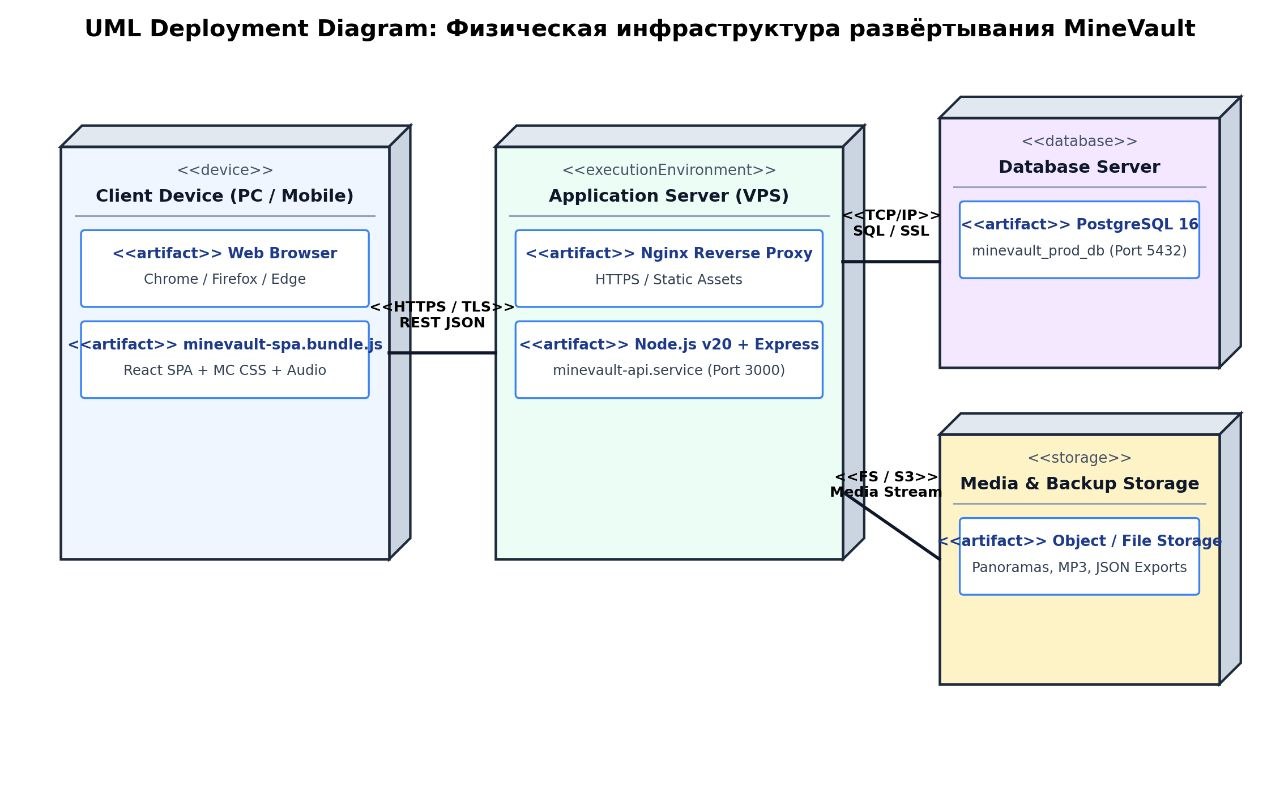 UML Deployment Diagram: Физическая инфраструктура развёртывания MineVault
<<device>>
Client Device (PC / Mobile)
<<artifact>> Web Browser
Chrome / Firefox / Edge
<<artifact>> minevault-spa.bundle.js
React SPA + MC CSS + Audio
<<HTTPS / TLS>>
REST JSON
<<executionEnvironment>>
Application Server (VPS)
<<artifact>> Nginx Reverse Proxy
HTTPS / Static Assets
<<artifact>> Node.js v20 + Express
minevault-api.service (Port 3000)
<<TCP/IP>>
SQL / SSL
<<database>>
Database Server
<<artifact>> PostgreSQL 16
minevault_prod_db (Port 5432)
<<FS / S3>>
Media Stream
<<storage>>
Media & Backup Storage
<<artifact>> Object / File Storage
Panoramas, MP3, JSON Exports